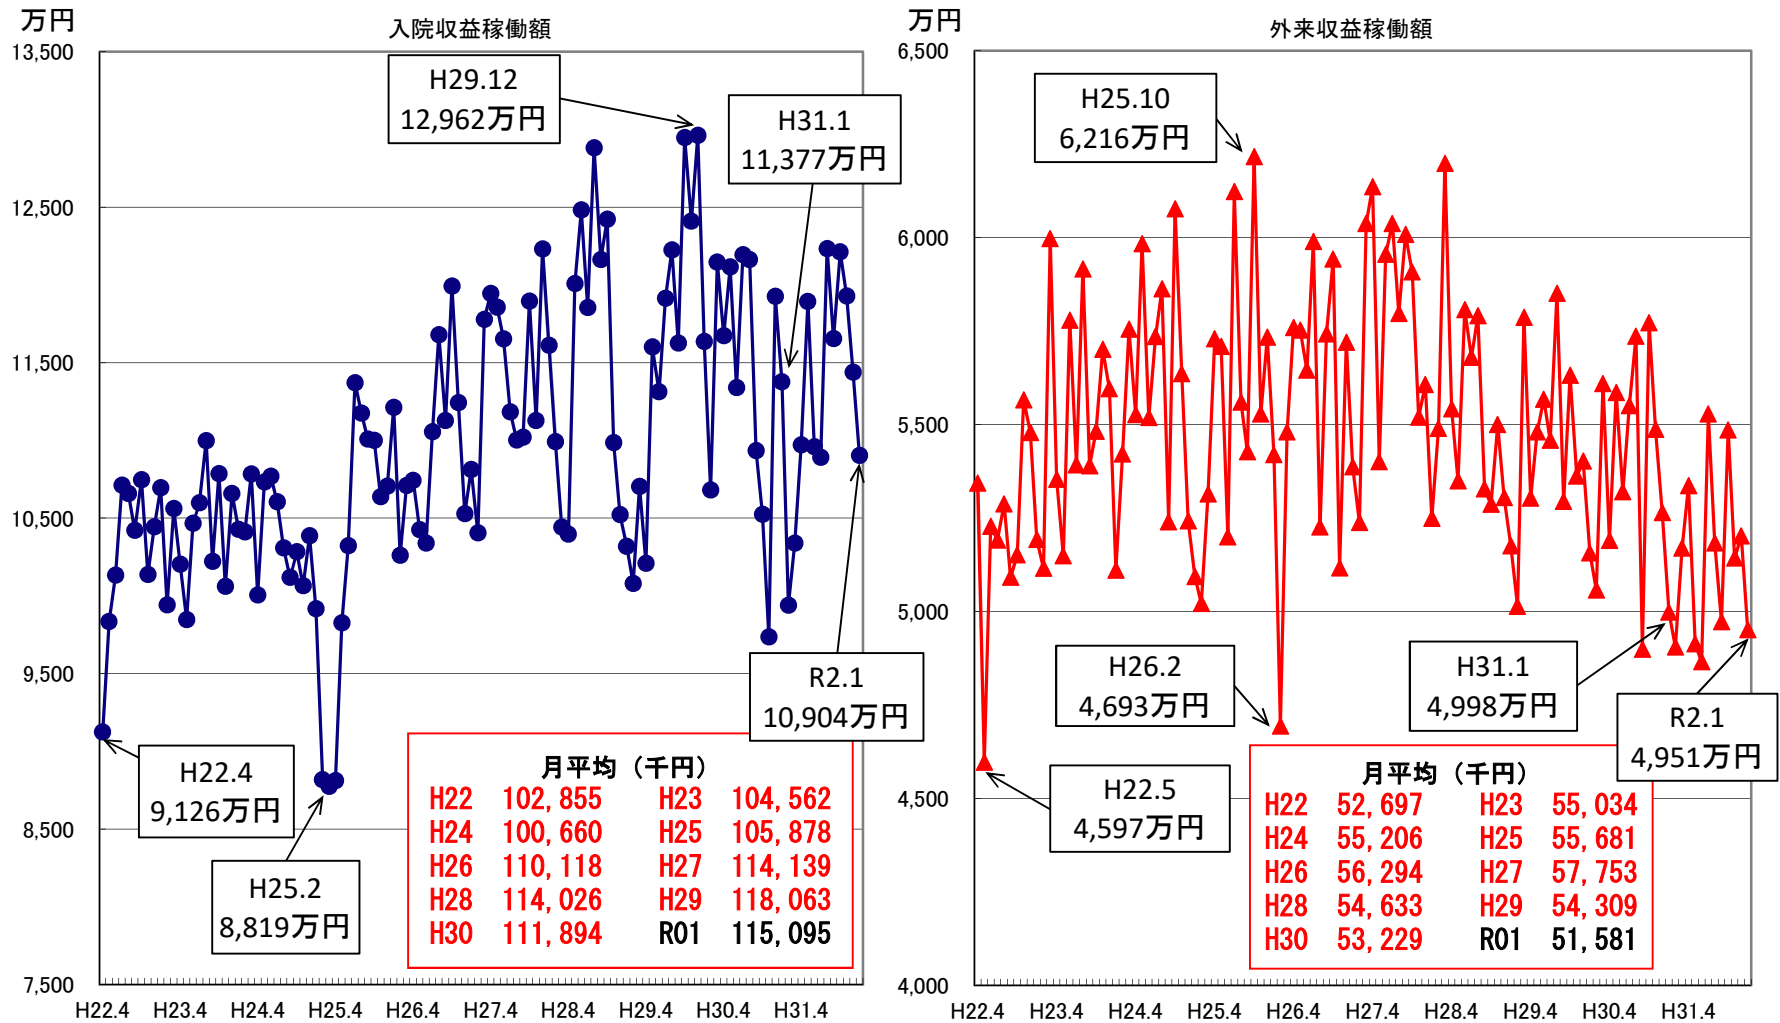 万円
入院収益稼働額
13,500
12,500
11,500
10,500
9,500
8,500
7,500
H29.12
12,962万円
H31.1
11,377万円
R2.1
10,904万円
H22.4
9,126万円
H25.2
8,819万円
月平均（千円）
H22 102,855 H23 104,562
H24 100,660 H25 105,878
H26 110,118 H27 114,139
H28 114,026 H29 118,063
H30 111,894 R01 115,095
H22.4 H23.4 H24.4 H25.4 H26.4 H27.4 H28.4 H29.4 H30.4 H31.4
万円
外来収益稼働額
6,500
6,000
5,500
5,000
4,500
4,000
H25.10
6,216万円
H26.2
4,693万円
H31.1
4,998万円
R2.1
4,951万円
H22.5
4,597万円
月平均（千円）
H22 52,697 H23 55,034
H24 55,206 H25 55,681
H26 56,294 H27 57,753
H28 54,633 H29 54,309
H30 53,229 R01 51,581
H22.4 H23.4 H24.4 H25.4 H26.4 H27.4 H28.4 H29.4 H30.4 H31.4